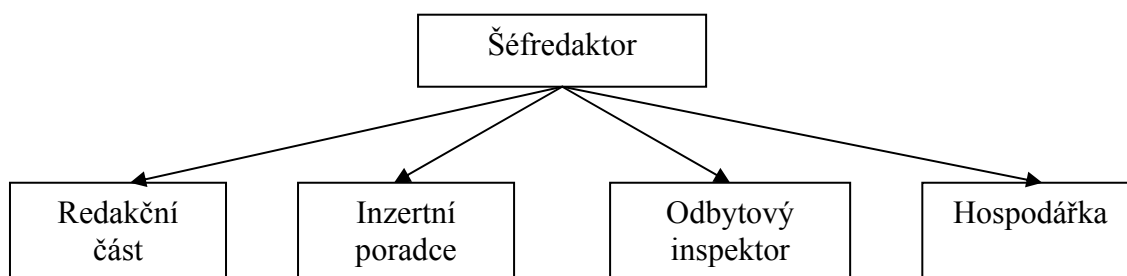 Šéfredaktor
Redakční
část
Inzertní
poradce
Odbytový
inspektor
Hospodářka